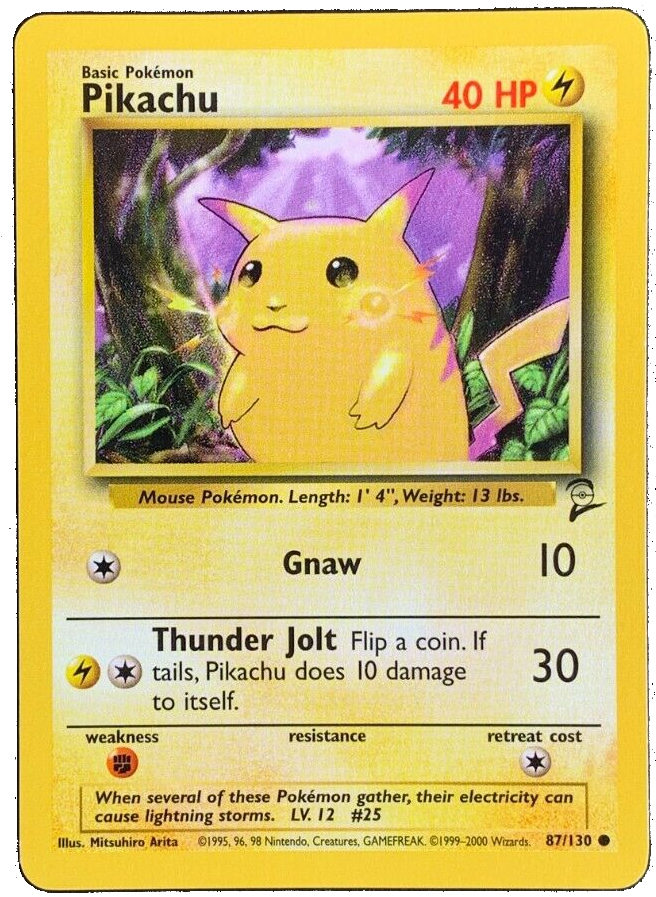 Basic Pokémon
Pikachu 40 HP
Mouse Pokémon. Length: 1' 4", Weight: 13 lbs.
Gnaw 10
Thunder Jolt Flip a coin. If
tails, Pikachu does 10 damage
to itself.
30
weakness resistance retreat cost
When several of these Pokémon gather, their electricity can
cause lightning storms. LV. 12 #25
Illus. Mitsuhiro Arita ©1995, 96, 98 Nintendo, Creatures, GAMEFREAK. ©1999-2000 Wizards. 87/130 ●